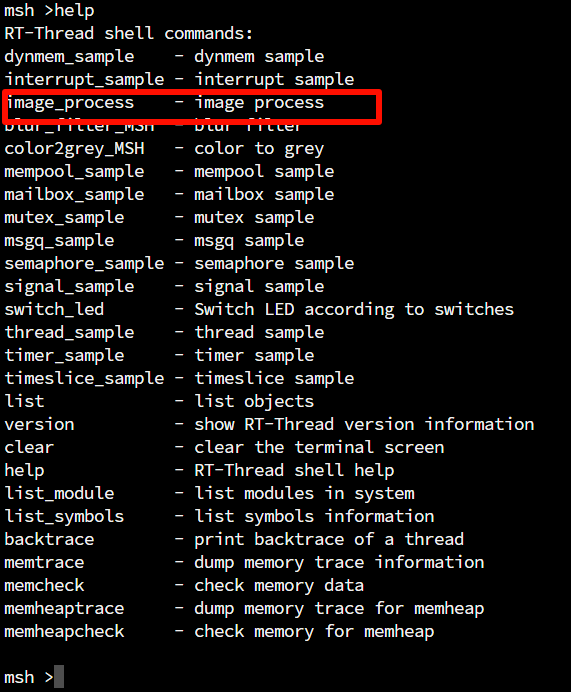 msh >help
RT-Thread shell commands:
dynmem_sample    - dynmem sample
interrupt_sample - interrupt sample
image_process    - image process
blur_filter_MSH  - blur filter
color2grey_MSH   - color to grey
mempool_sample   - mempool sample
mailbox_sample   - mailbox sample
mutex_sample     - mutex sample
msgq_sample      - msgq sample
semaphore_sample - semaphore sample
signal_sample    - signal sample
switch_led       - Switch LED according to switches
thread_sample    - thread sample
timer_sample     - timer sample
timeslice_sample - timeslice sample
list             - list objects
version          - show RT-Thread version information
clear            - clear the terminal screen
help             - RT-Thread shell help
list_module      - list modules in system
list_symbols     - list symbols information
backtrace        - print backtrace of a thread
memtrace         - dump memory trace information
memcheck         - check memory data
memheaptrace     - dump memory trace for memheap
memheapcheck     - check memory for memheap
msh >